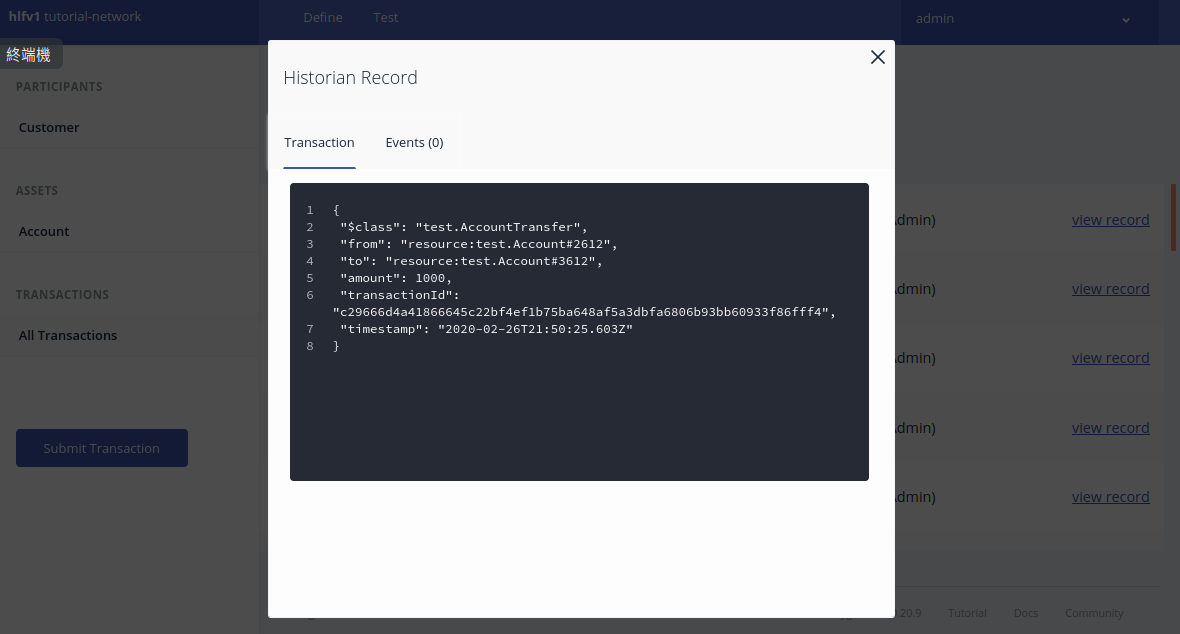 hlfv1 tutorial-network
Define
Test
admin
終端機
PARTICIPANTS
Customer
ASSETS
Account
TRANSACTIONS
All Transactions
Submit Transaction
Historian Record
Transaction
Events (0)
1 {
2 "$class": "test.AccountTransfer",
3 "from": "resource:test.Account#2612",
4 "to": "resource:test.Account#3612",
5 "amount": 1000,
6 "transactionId":
"c29666d4a41866645c22bf4ef1b75ba648af5a3dbfa6806b93bb60933f86fff4",
7 "timestamp": "2020-02-26T21:50:25.603Z"
8 }
dmin) view record
dmin) view record
dmin) view record
dmin) view record
dmin) view record
.20.9 Tutorial Docs Community